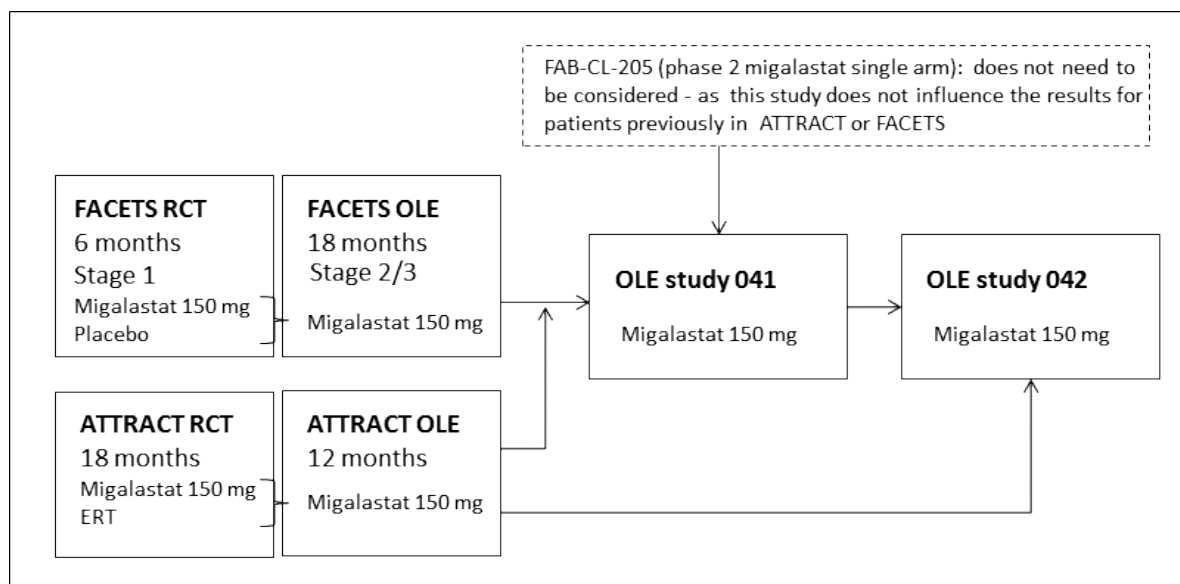 FAB-CL-205 (phase 2 migalastat single arm): does not need to
be considered - as this study does not influence the results for
patients previously in ATTRACT or FACETS
FACETS RCT
6 months
Stage 1
Migalastat 150 mg
Placebo
FACETS OLE
18 months
Stage 2/3
Migalastat 150 mg
OLE study 041
Migalastat 150 mg
OLE study 042
Migalastat 150 mg
ATTRACT RCT
18 months
Migalastat 150 mg
ERT
ATTRACT OLE
12 months
Migalastat 150 mg